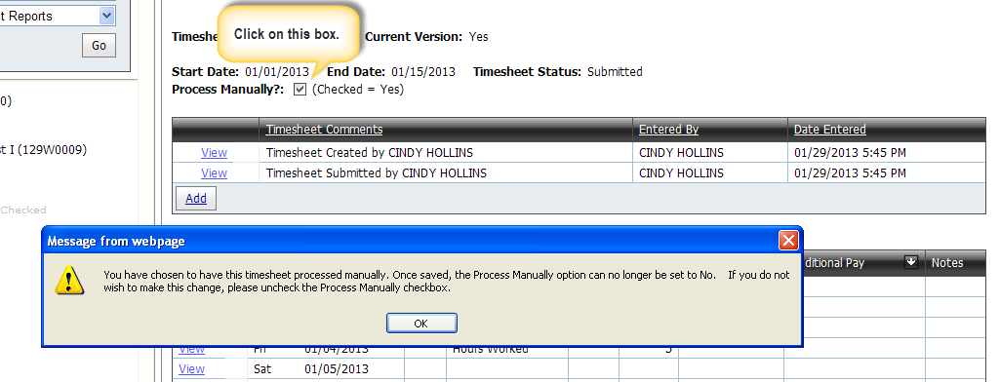 t Reports
Go
0)
t I (129W0009)
Checked
Click on this box.
Timeshe Current Version: Yes
Start Date: 01/01/2013 End Date: 01/15/2013 Timesheet Status: Submitted
Process Manually?: (Checked = Yes)
Timesheet Comments Entered By Date Entered
View Timesheet Created by CINDY HOLLINS CINDY HOLLINS 01/29/2013 5:45 PM
View Timesheet Submitted by CINDY HOLLINS CINDY HOLLINS 01/29/2013 5:45 PM
Add
Message from webpage
You have chosen to have this timesheet processed manually. Once saved, the Process Manually option can no longer be set to No. If you do not
wish to make this change, please uncheck the Process Manually checkbox.
OK
ditional Pay Notes
View Fri 01/04/2013 Hours Worked 5
View Sat 01/05/2013